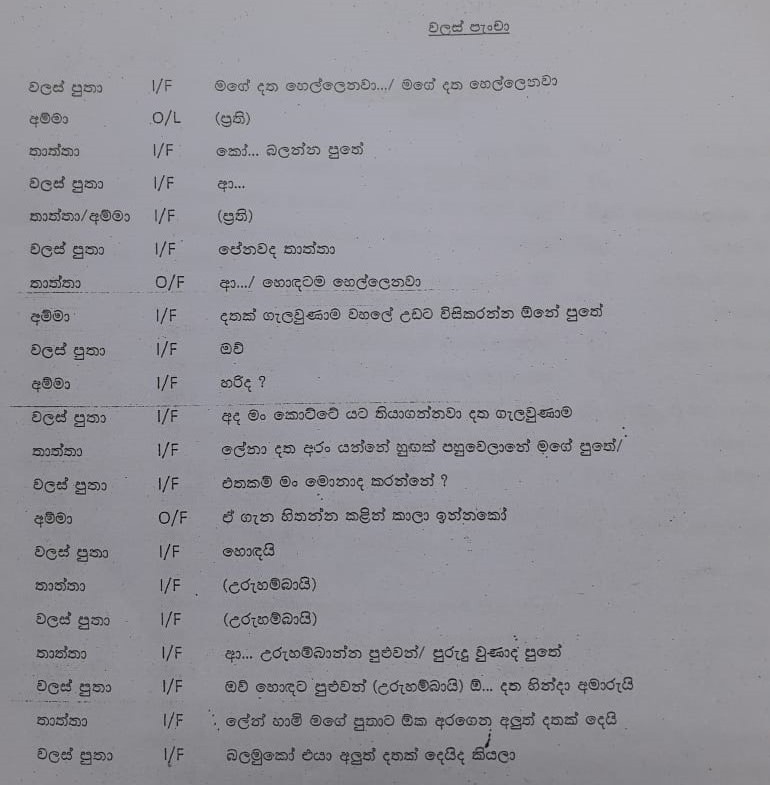 වලස් පැංචා
වලස් පුතා I/F මගේ දත හෙල්ලෙනවා.../ මගේ දත හෙල්ලෙනවා
අම්මා O/L (ප්‍රති)
තාත්තා I/F කෝ... බලන්න පුතේ
වලස් පුතා I/F ආ...
තාත්තා/අම්මා I/F (ප්‍රති)
වලස් පුතා I/F පේනවද තාත්තා
තාත්තා O/F ආ.../ හොඳටම හෙල්ලෙනවා
අම්මා I/F දතක් ගැලවුණාම වහලේ උඩට විසිකරන්න ඕනේ පුතේ
වලස් පුතා I/F ඔව්
අම්මා I/F හරිද ?
වලස් පුතා I/F අද මං කොට්ටේ යට තියාගන්නවා දත ගැලවුණාම
තාත්තා I/F ලේනා දත අරං යන්නේ හුඟක් පහුවෙලානේ මගේ පුතේ/
වලස් පුතා I/F එතකම් මං මොනාද කරන්නේ ?
අම්මා O/F ඒ ගැන හිතන්න කළින් කාලා ඉන්නකෝ
වලස් පුතා I/F හොඳයි
තාත්තා I/F (උරුහම්බායි)
වලස් පුතා I/F (උරුහම්බායි)
තාත්තා I/F ආ... උරුහම්බාන්න පුළුවන්/ පුරුදු වුණාද පුතේ
වලස් පුතා I/F ඔව් හොඳට පුළුවන් (උරුහම්බායි) ඕ... දත හින්දා අමාරුයි
තාත්තා I/F ලේන් හාමි මගේ පුතාට ඕක අරගෙන අලුත් දතක් දෙයි
වලස් පුතා I/F බලමුකෝ එයා අලුත් දතක් දෙයිද කියලා